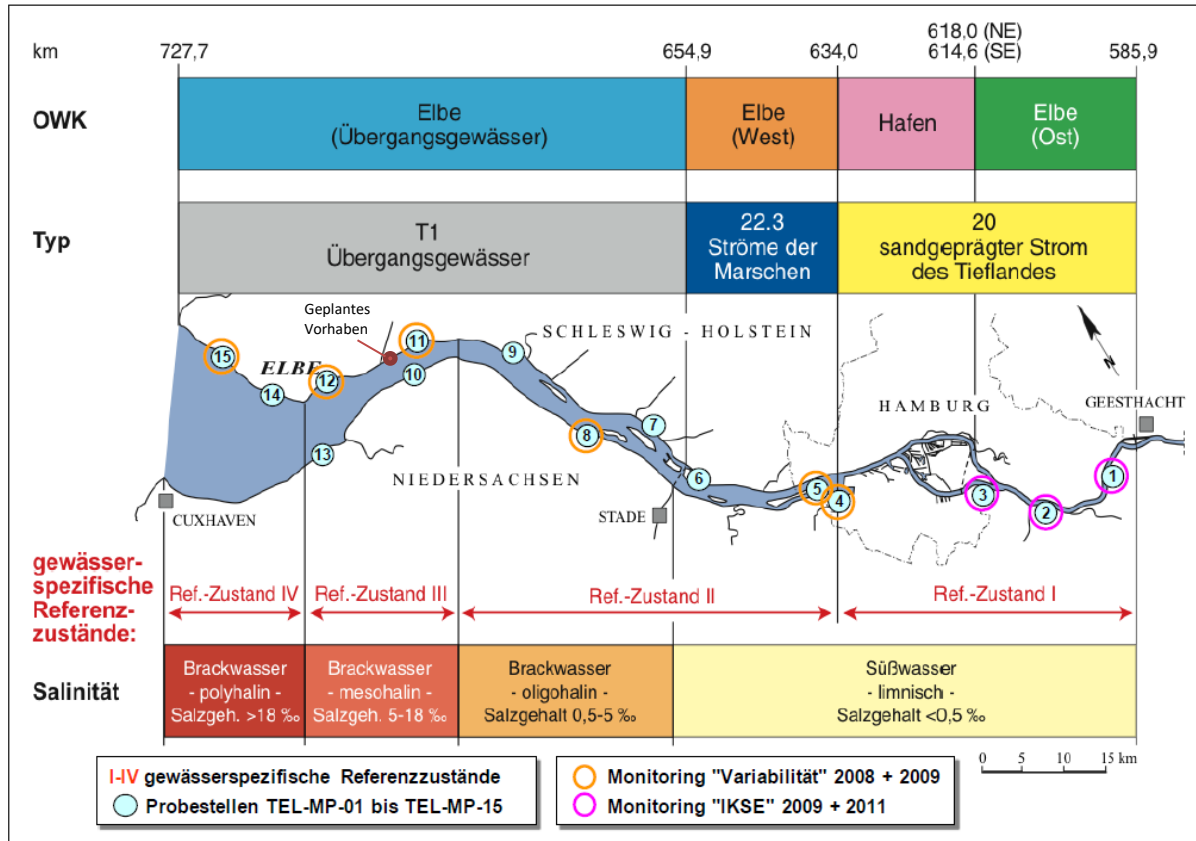 618,0 (NE)
km 727,7 654,9 634,0 614,6 (SE) 585,9
OWK
Elbe
(Übergangsgewässer)
Elbe
(West)
Hafen
Elbe
(Ost)
Typ
T1
Übergangsgewässer
22.3
Ströme der
Marschen
20
sandgeprägter Strom
des Tieflandes
Geplantes
Vorhaben
SCHLESWIG - HOLSTEIN
N
15
ELBE
14
12
11
10
13
9
8
7
6
5
4
3
2
1
HAMBURG
GEESTHACHT
NIEDERSACHSEN
STADE
CUXHAVEN
gewässer-
spezifische
Referenz-
zustände:
Ref.-Zustand IV
Ref.-Zustand III
Ref.-Zustand II
Ref.-Zustand I
Salinität
Brackwasser
- polyhalin -
Salzgeh. >18 ‰
Brackwasser
- mesohalin -
Salzgeh. 5-18 ‰
Brackwasser
- oligohalin -
Salzgehalt 0,5-5 ‰
Süßwasser
- limnisch -
Salzgehalt <0,5 ‰
0 5 10 15 km
I-IV gewässerspezifische Referenzzustände
Probestellen TEL-MP-01 bis TEL-MP-15
Monitoring "Variabilität" 2008 + 2009
Monitoring "IKSE" 2009 + 2011